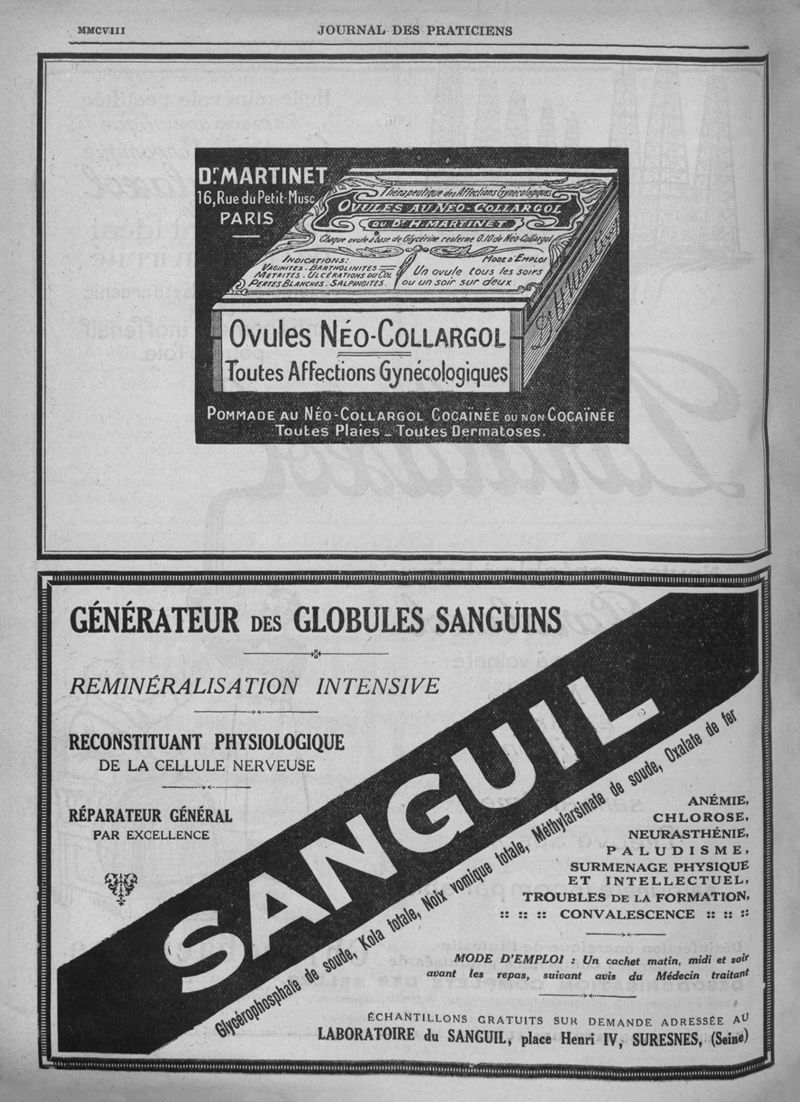 MMCVIII
JOURNAL DES PRATICIENS
Dr. MARTINET
16, Rue du Petit-Musc
PARIS
Thérapeutique des Affections Gynécologiques
OVULES AU NÉO-COLLARGOL
DU Dr. H. MARTINET
Chaque ovule à base de Glycérine renferme 0.10 de Néo-Collargol
INDICATIONS:
VAGINITES. BARTHOLINITES
METRITES. ULCÉRATIONS DU COL
PERTES BLANCHES. SALPINGITES.
MODE D'EMPLOI
Un ovule tous les soirs
ou un soir sur deux.
Dr H Martinet
Ovules NÉO-COLLARGOL
Toutes Affections Gynécologiques
POMMADE AU NÉO-COLLARGOL COCAÏNÉE OU NON COCAÏNÉE
Toutes Plaies _ Toutes Dermatoses.
GÉNÉRATEUR DES GLOBULES SANGUINS
REMINÉRALISATION INTENSIVE
RECONSTITUANT PHYSIOLOGIQUE
DE LA CELLULE NERVEUSE
RÉPARATEUR GÉNÉRAL
PAR EXCELLENCE
SANGUIL
Glycérophosphale de soude, Kola totale, Noix vomique totale, Méthylarsinate de soude, Oxalate de fer
ANÉMIE,
CHLOROSE,
NEURASTHÉNIE,
PALUDISME,
SURMENAGE PHYSIQUE
ET INTELLECTUEL,
TROUBLES DE LA FORMATION,
:: :: :: CONVALESCENCE :: :: ::
MODE D'EMPLOI : Un cachet matin, midi et soir
avant les repas, suivant avis du Médecin traitant
ÉCHANTILLONS GRATUITS SUR DEMANDE ADRESSÉE AU
LABORATOIRE du SANGUIL, place Henri IV, SURESNES, (Seine)